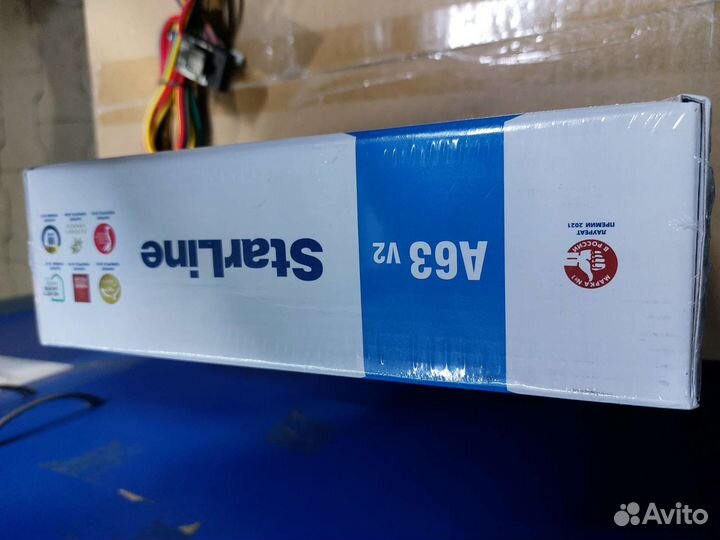 МАРКА №1
В РОССИИ
ЛАУРЕАТ
ПРЕМИИ 2021
A63 v2
StarLine
Avito